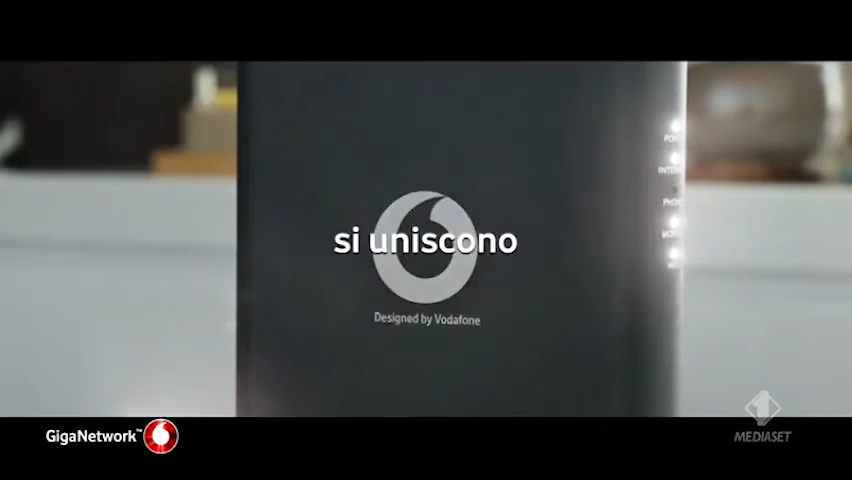 si uniscono
Designed by Vodafone
GigaNetwork™
MEDIASET